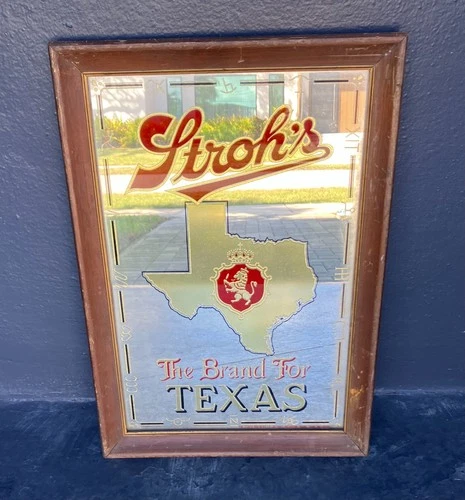 Stroh's
The Brand For
TEXAS